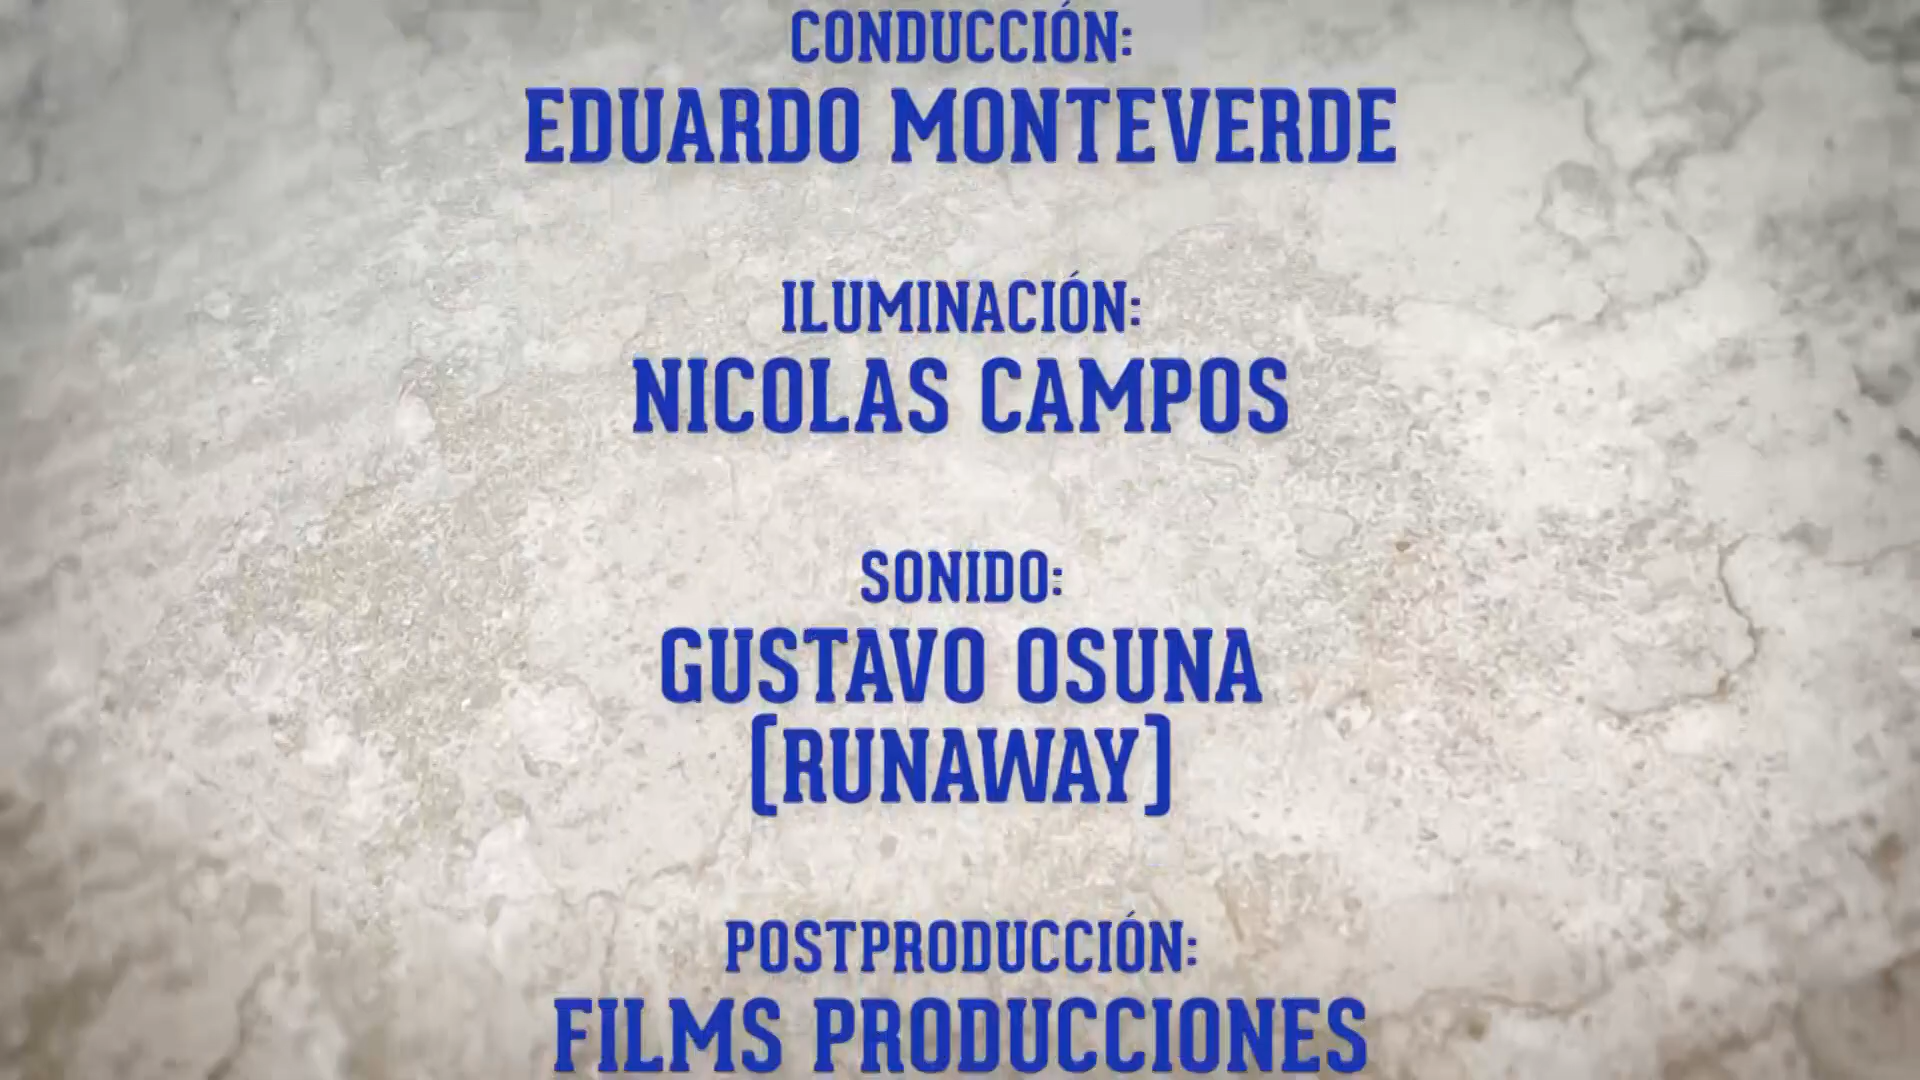 CONDUCCIÓN:
EDUARDO MONTEVERDE
ILUMINACIÓN:
NICOLAS CAMPOS
SONIDO:
GUSTAVO OSUNA
(RUNAWAY)
POSTPRODUCCIÓN:
FILMS PRODUCCIONES